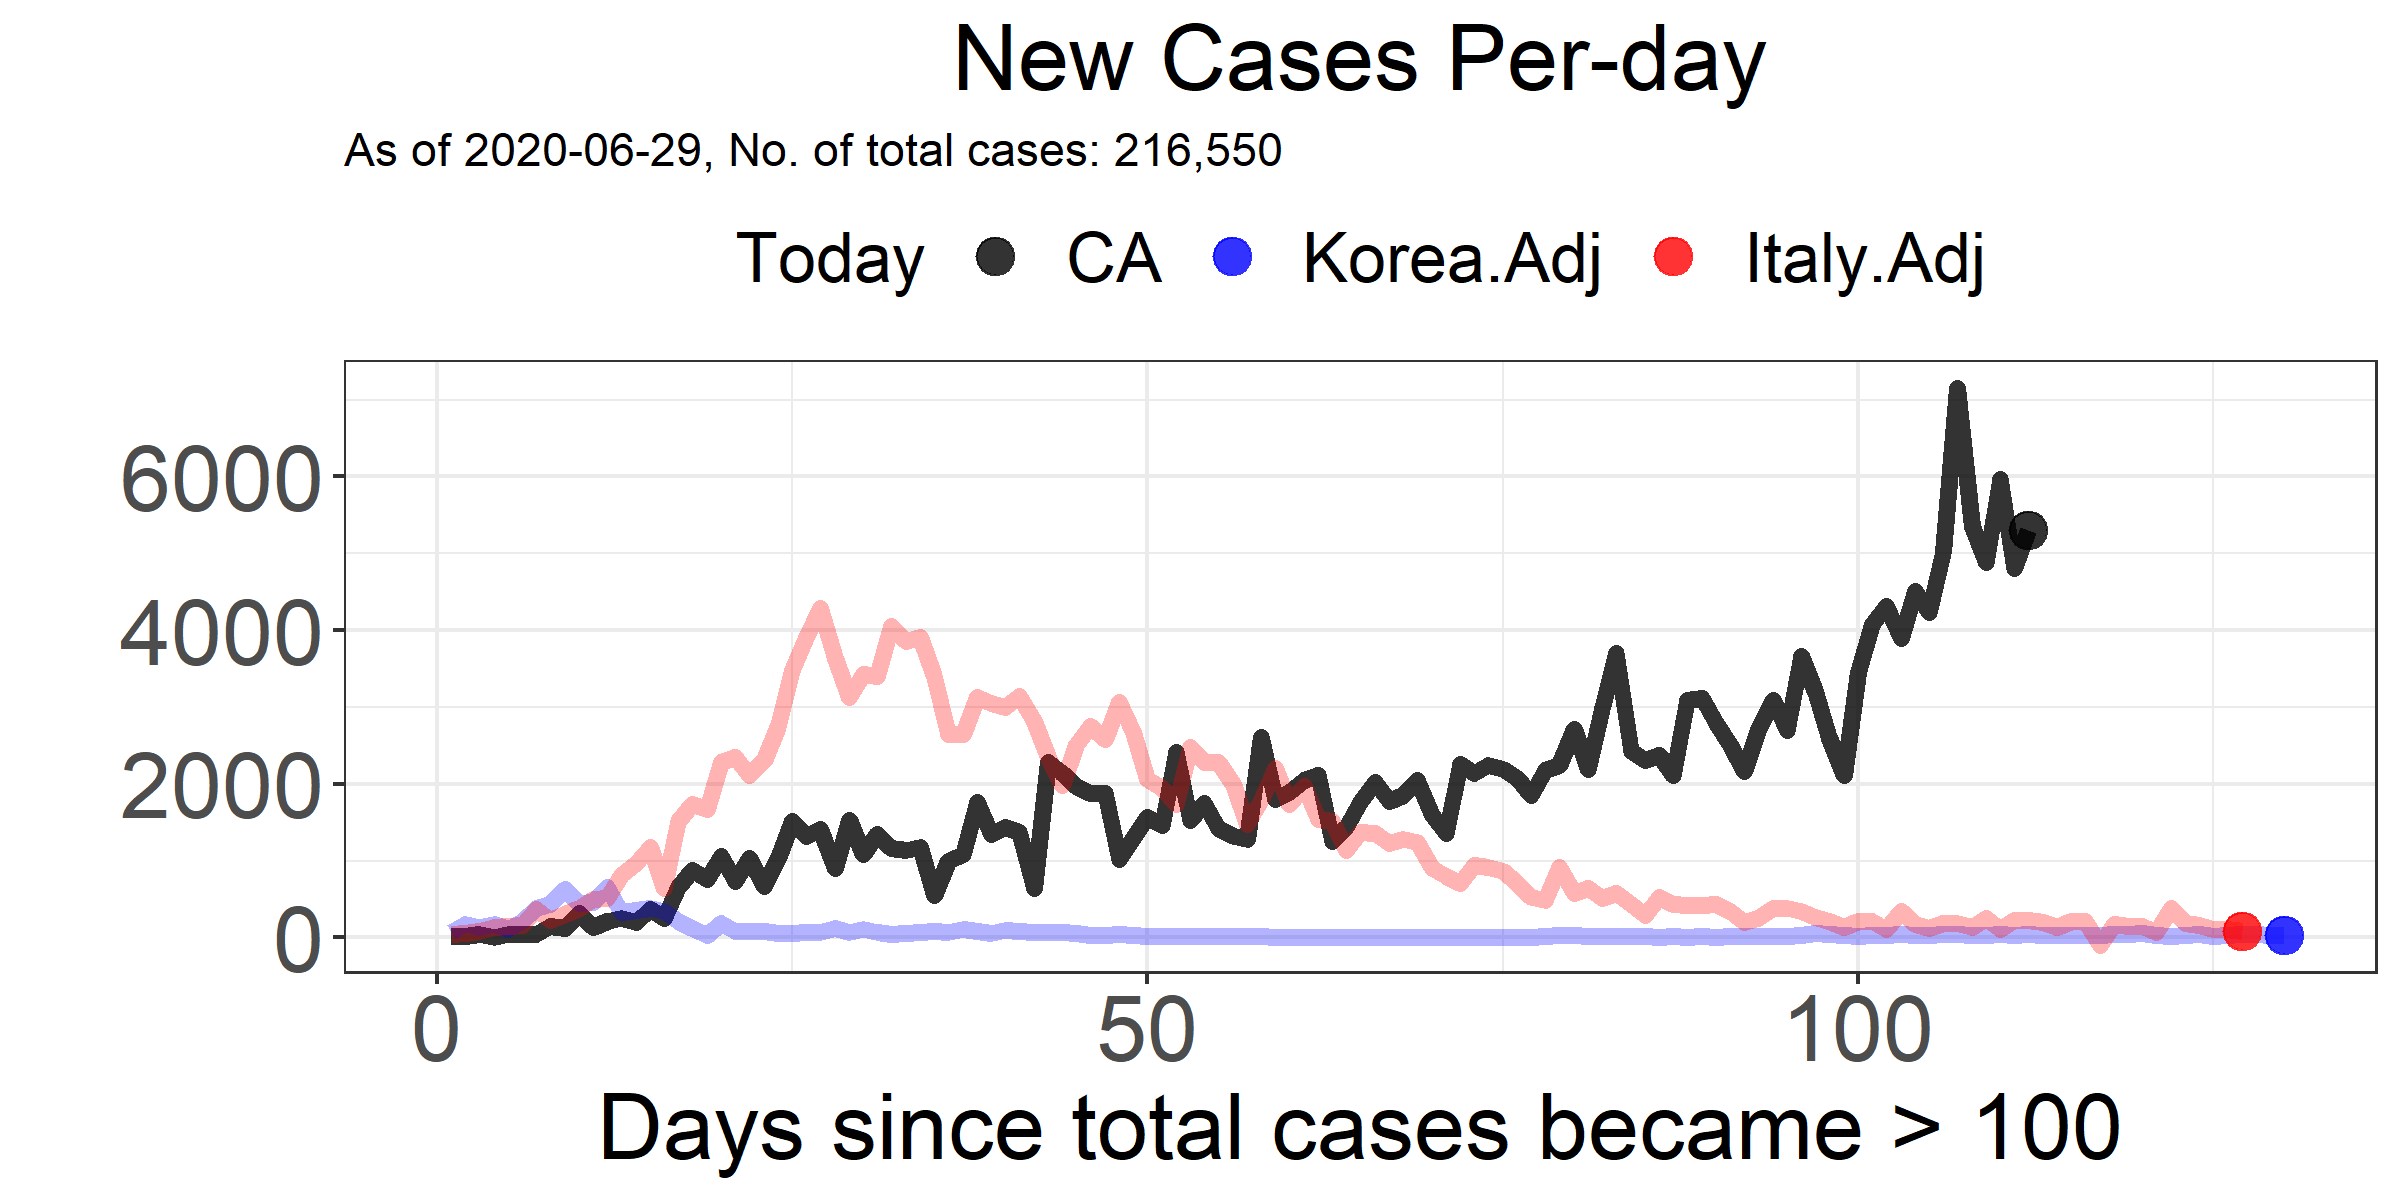 New Cases Per-day
As of 2020-06-29, No. of total cases: 216,550
Today CA Korea.Adj Italy.Adj
6000
4000
2000
0
0 50 100
Days since total cases became > 100